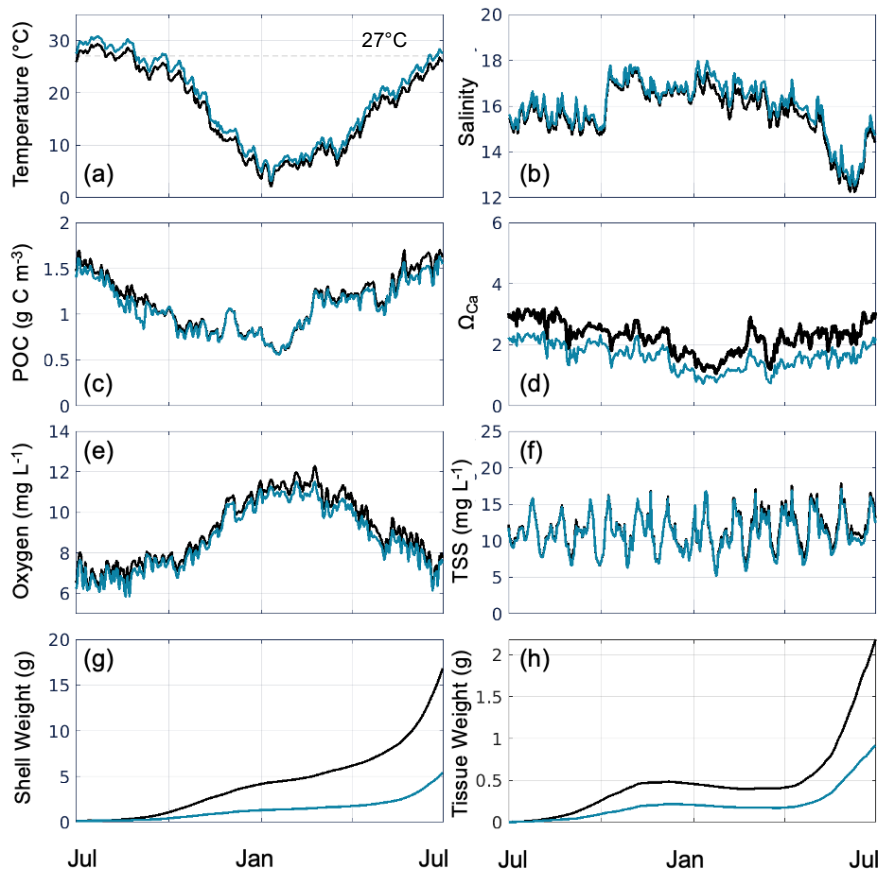 30
20
10
0
Temperature (°C)
27°C
(a)
20
18
16
14
12
Salinity
(b)
2
1.5
1
0.5
0
POC (g C m-3)
(c)
6
4
2
0
ΩCa
(d)
14
12
10
8
6
Oxygen (mg L-1)
(e)
25
20
15
10
5
0
TSS (mg L-1)
(f)
20
15
10
5
0
Shell Weight (g)
(g)
Jul
Jan
Jul
2
1.5
1
0.5
0
Tissue Weight (g)
(h)
Jul
Jan
Jul